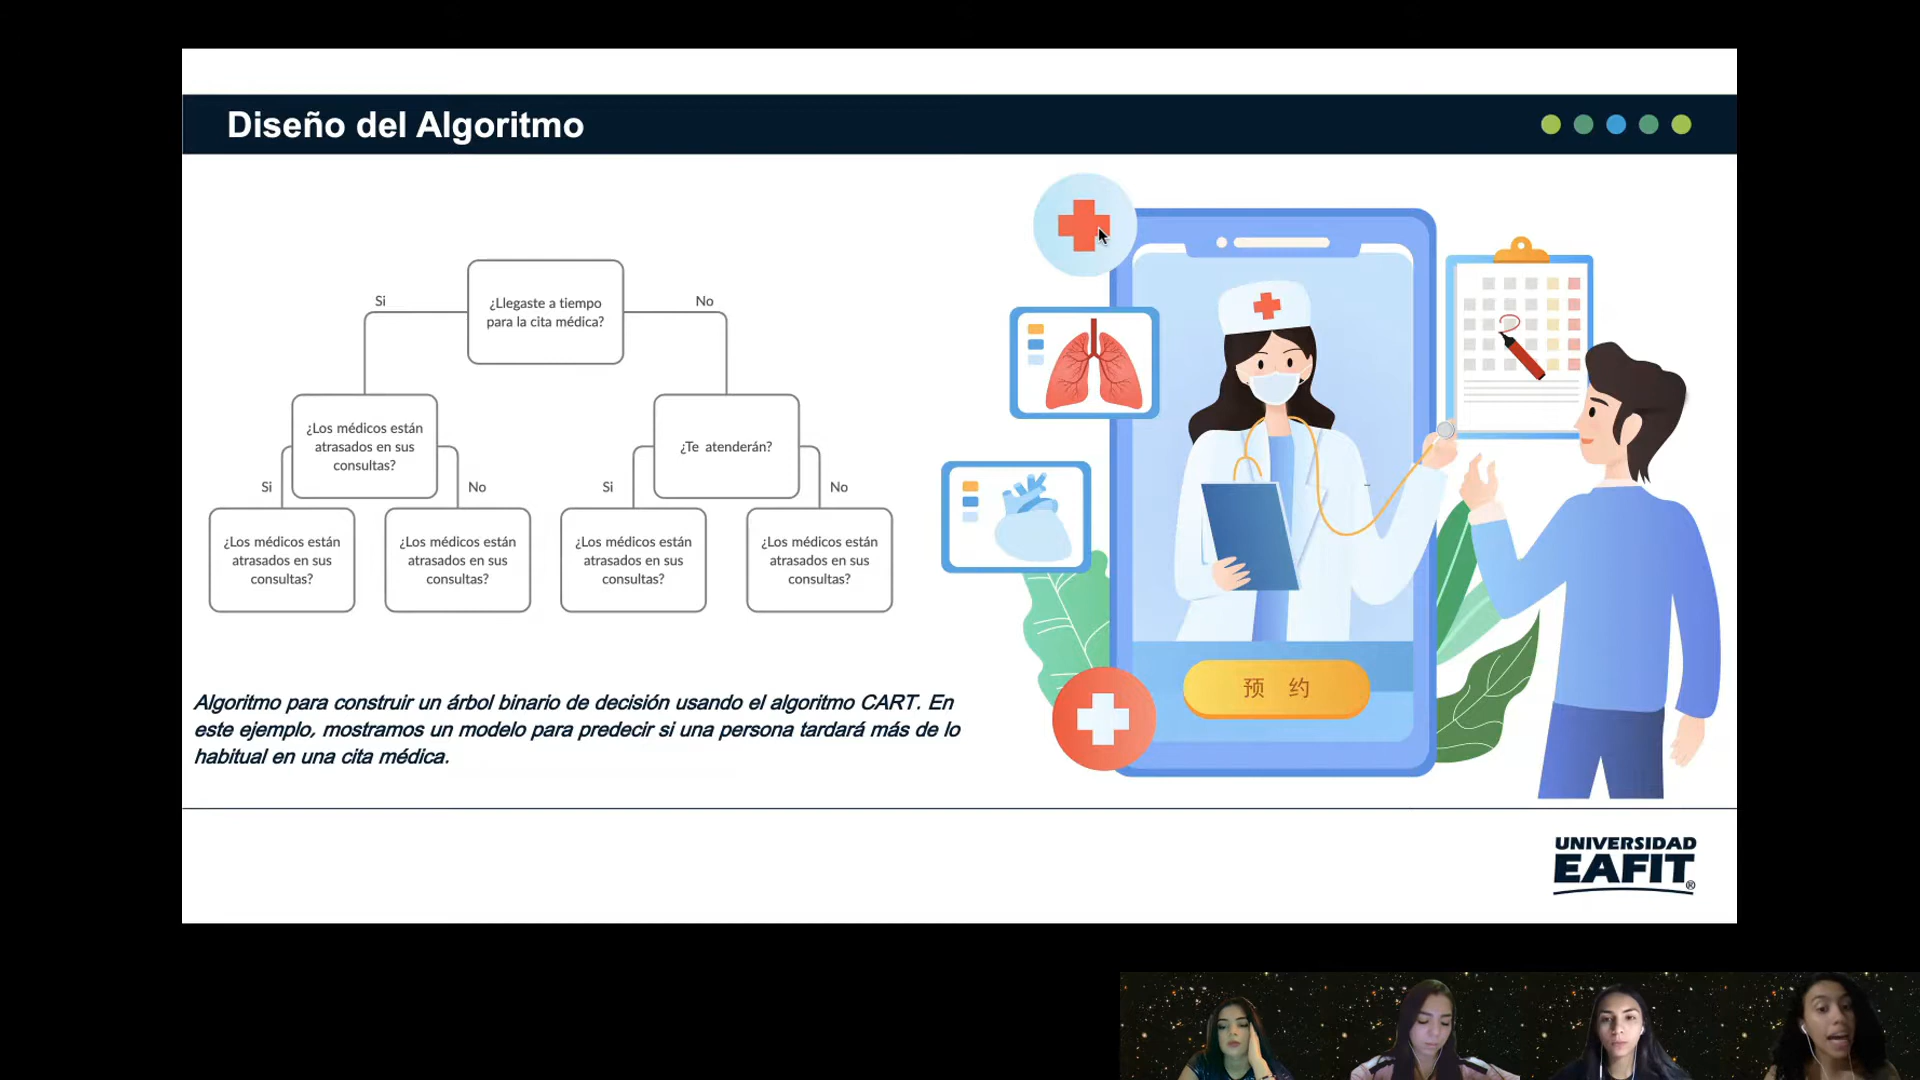 Diseño del Algoritmo
Si
No
¿Llegaste a tiempo
para la cita médica?
¿Los médicos están
atrasados en sus
consultas?
¿Te atenderán?
Si
No
Si
No
¿Los médicos están
atrasados en sus
consultas?
¿Los médicos están
atrasados en sus
consultas?
¿Los médicos están
atrasados en sus
consultas?
¿Los médicos están
atrasados en sus
consultas?
Algoritmo para construir un árbol binario de decisión usando el algoritmo CART. En
este ejemplo, mostramos un modelo para predecir si una persona tardará más de lo
habitual en una cita médica.
预 约
UNIVERSIDAD
EAFIT®